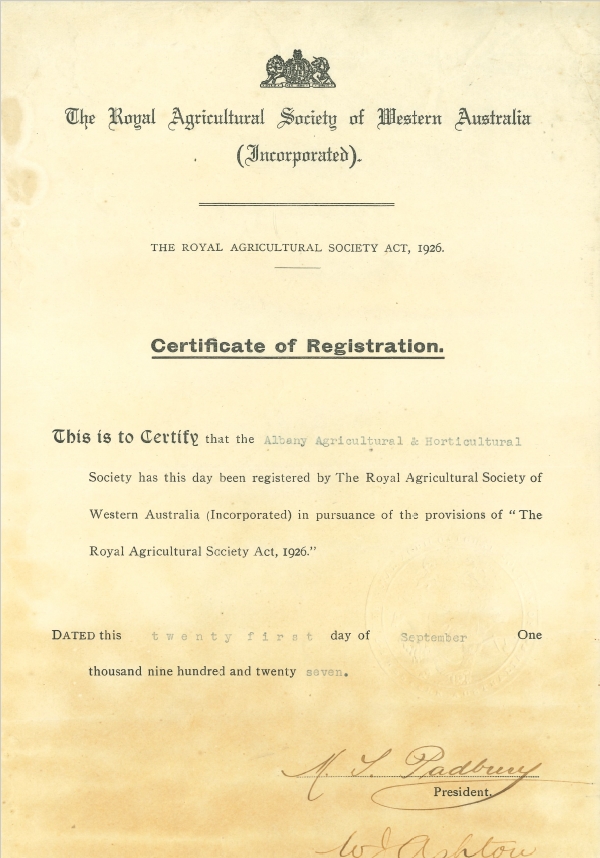 The Royal Agricultural Society of Western Australia
(Incorporated).
THE ROYAL AGRICULTURAL SOCIETY ACT, 1926.
Certificate of Registration.
This is to Certify that the Albany Agricultural & Horticultural
Society has this day been registered by The Royal Agricultural Society of
Western Australia (Incorporated) in pursuance of the provisions of “The
Royal Agricultural Society Act, 1926.”
DATED this twenty first day of September One
thousand nine hundred and twenty seven.
M. S. Padbury
President.
W J Ashton